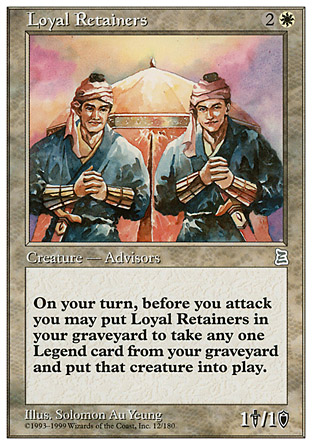 Loyal Retainers 2
Creature — Advisors
On your turn, before you attack
you may put Loyal Retainers in
your graveyard to take any one
Legend card from your graveyard
and put that creature into play.
Illus. Solomon Au Yeung
©1993-1999 Wizards of the Coast, Inc. 12/180
1/1